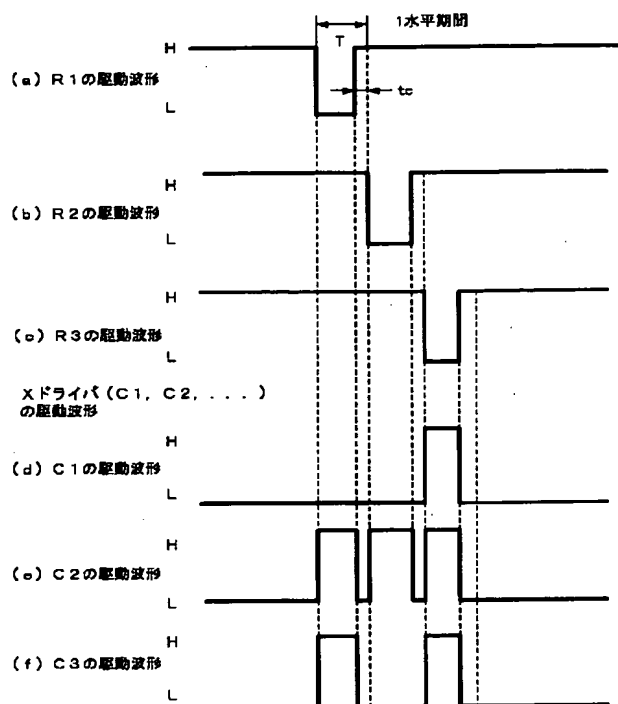 1水平期間
T
H
(a) R1の駆動波形
tc
L
H
(b) R2の駆動波形
L
H
(c) R3の駆動波形
L
Xドライバ (C1, C2, . . . . )
の駆動波形
H
(d) C1の駆動波形
L
H
(e) C2の駆動波形
L
H
(f) C3の駆動波形
L